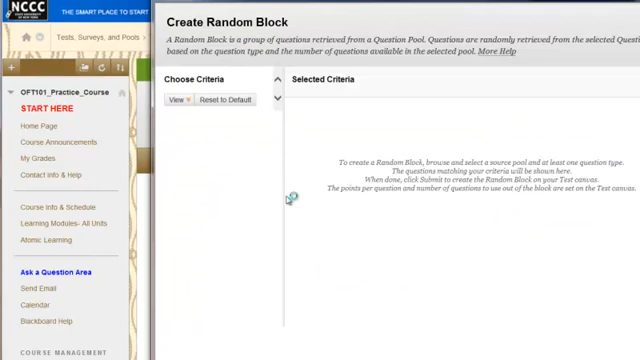 NCCC
THE SMART PLACE TO START
Tests, Surveys, and Pools
OFT101_Practice_Course
START HERE
Home Page
Course Announcements
My Grades
Contact Info & Help
Course Info & Schedule
Learning Modules- All Units
Atomic Learning
Ask a Question Area
Send Email
Calendar
Blackboard Help
COURSE MANAGEMENT
Create Random Block
A Random Block is a group of questions retrieved from a Question Pool. Questions are randomly retrieved from the selected
based on the question type and the number of questions available in the selected pool. More Help
Choose Criteria
View
Reset to Default
Selected Criteria
To create a Random Block, browse and select a source pool and at least one question type.
The questions matching your criteria will be shown here.
When done, click Submit to create the Random Block on your Test canvas.
The points per question and number of questions to use out of the block are set on the Test canvas.